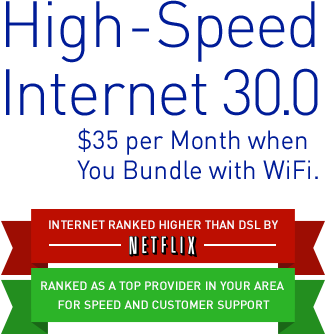 High-Speed
Internet 30.0
$35 per Month when
You Bundle with WiFi.
INTERNET RANKED HIGHER THAN DSL BY
NETFLIX
RANKED AS A TOP PROVIDER IN YOUR AREA
FOR SPEED AND CUSTOMER SUPPORT